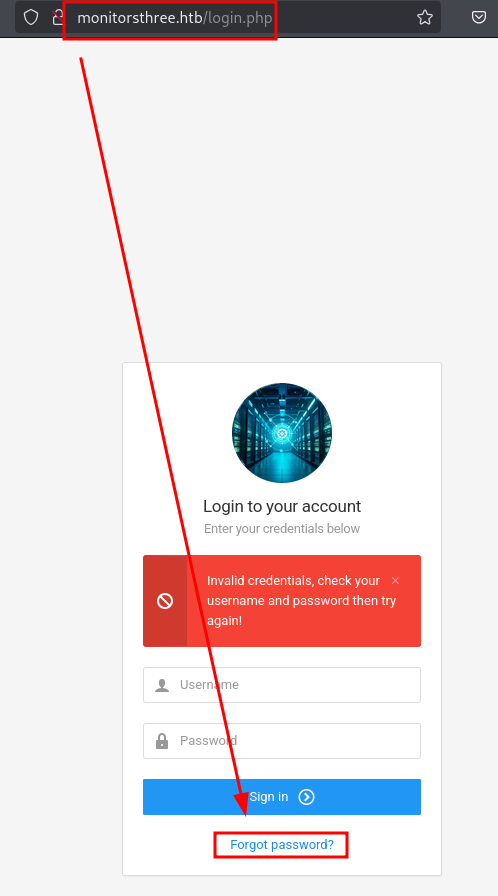 monitorsthree.htb/login.php
Login to your account
Enter your credentials below
Invalid credentials, check your
username and password then try
again!
Username
Password
Sign in
Forgot password?